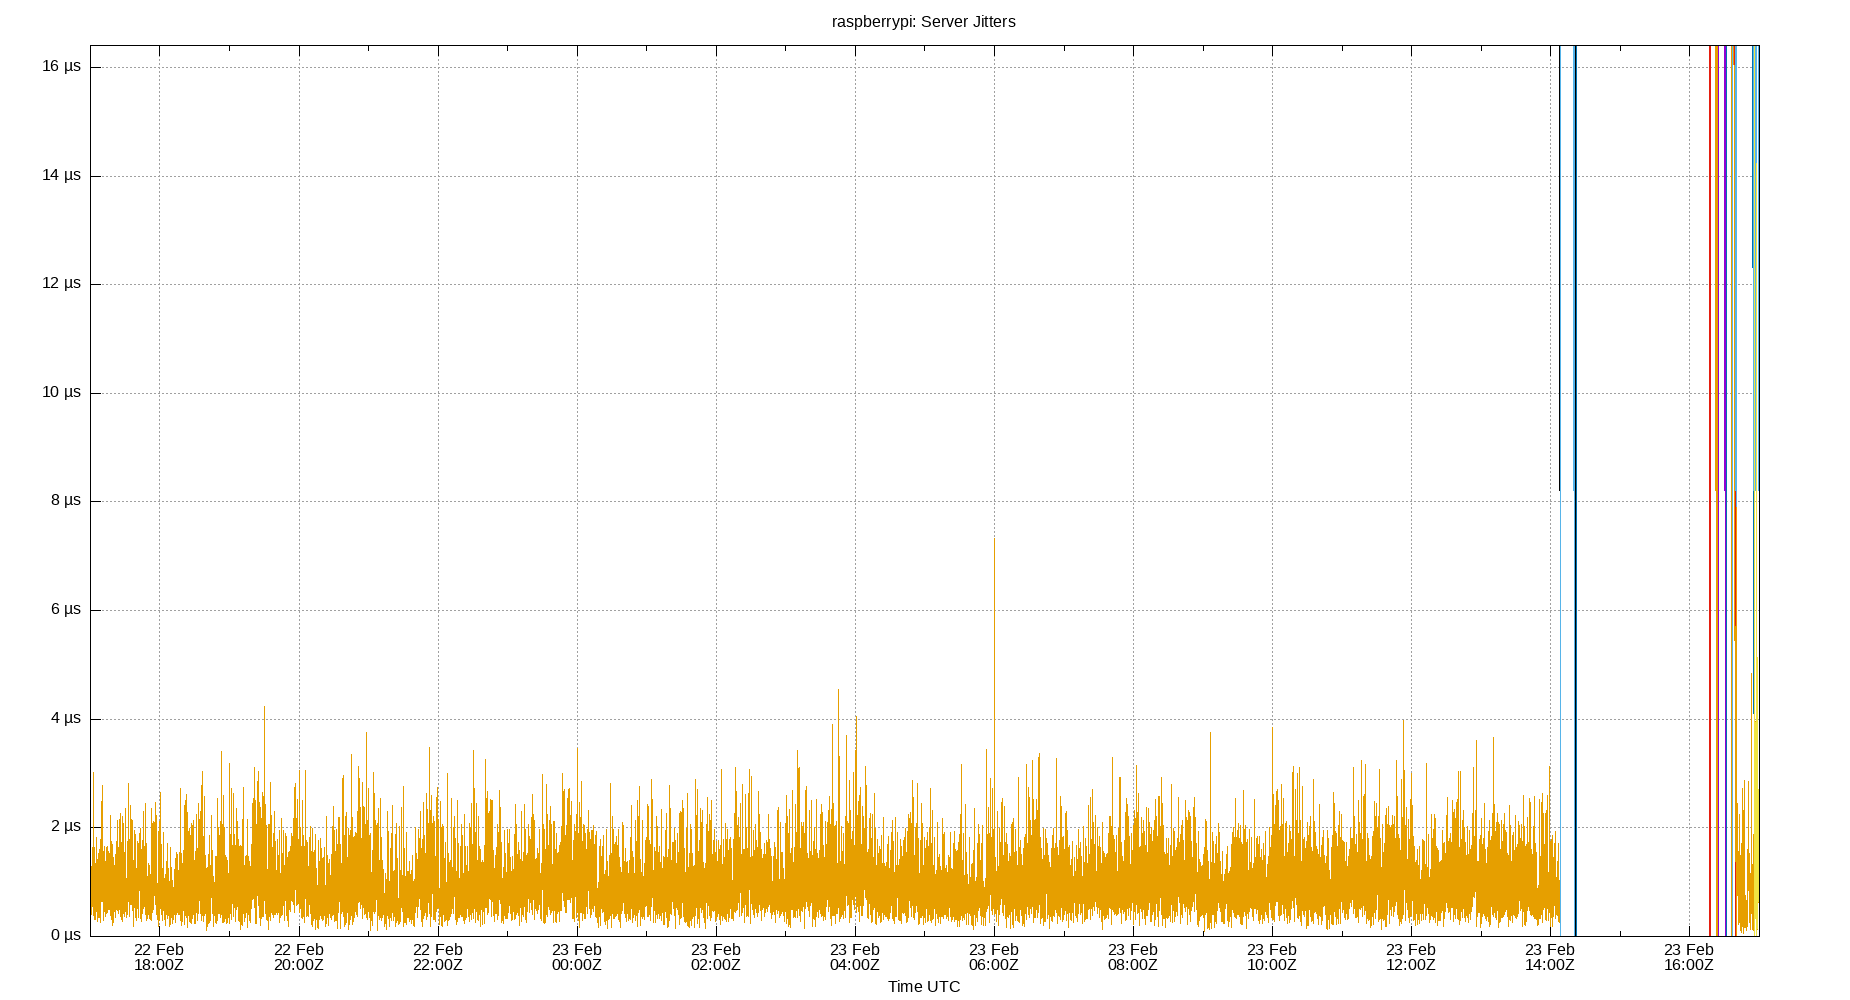 raspberrypi: Server Jitters
16 µs
14 µs
12 µs
10 µs
8 µs
6 µs
4 µs
2 µs
0 µs
22 Feb 22 Feb 22 Feb 23 Feb 23 Feb 23 Feb 23 Feb 23 Feb 23 Feb 23 Feb 23 Feb 23 Feb
18:00Z 20:00Z 22:00Z 00:00Z 02:00Z 04:00Z 06:00Z 08:00Z 10:00Z 12:00Z 14:00Z 16:00Z
Time UTC